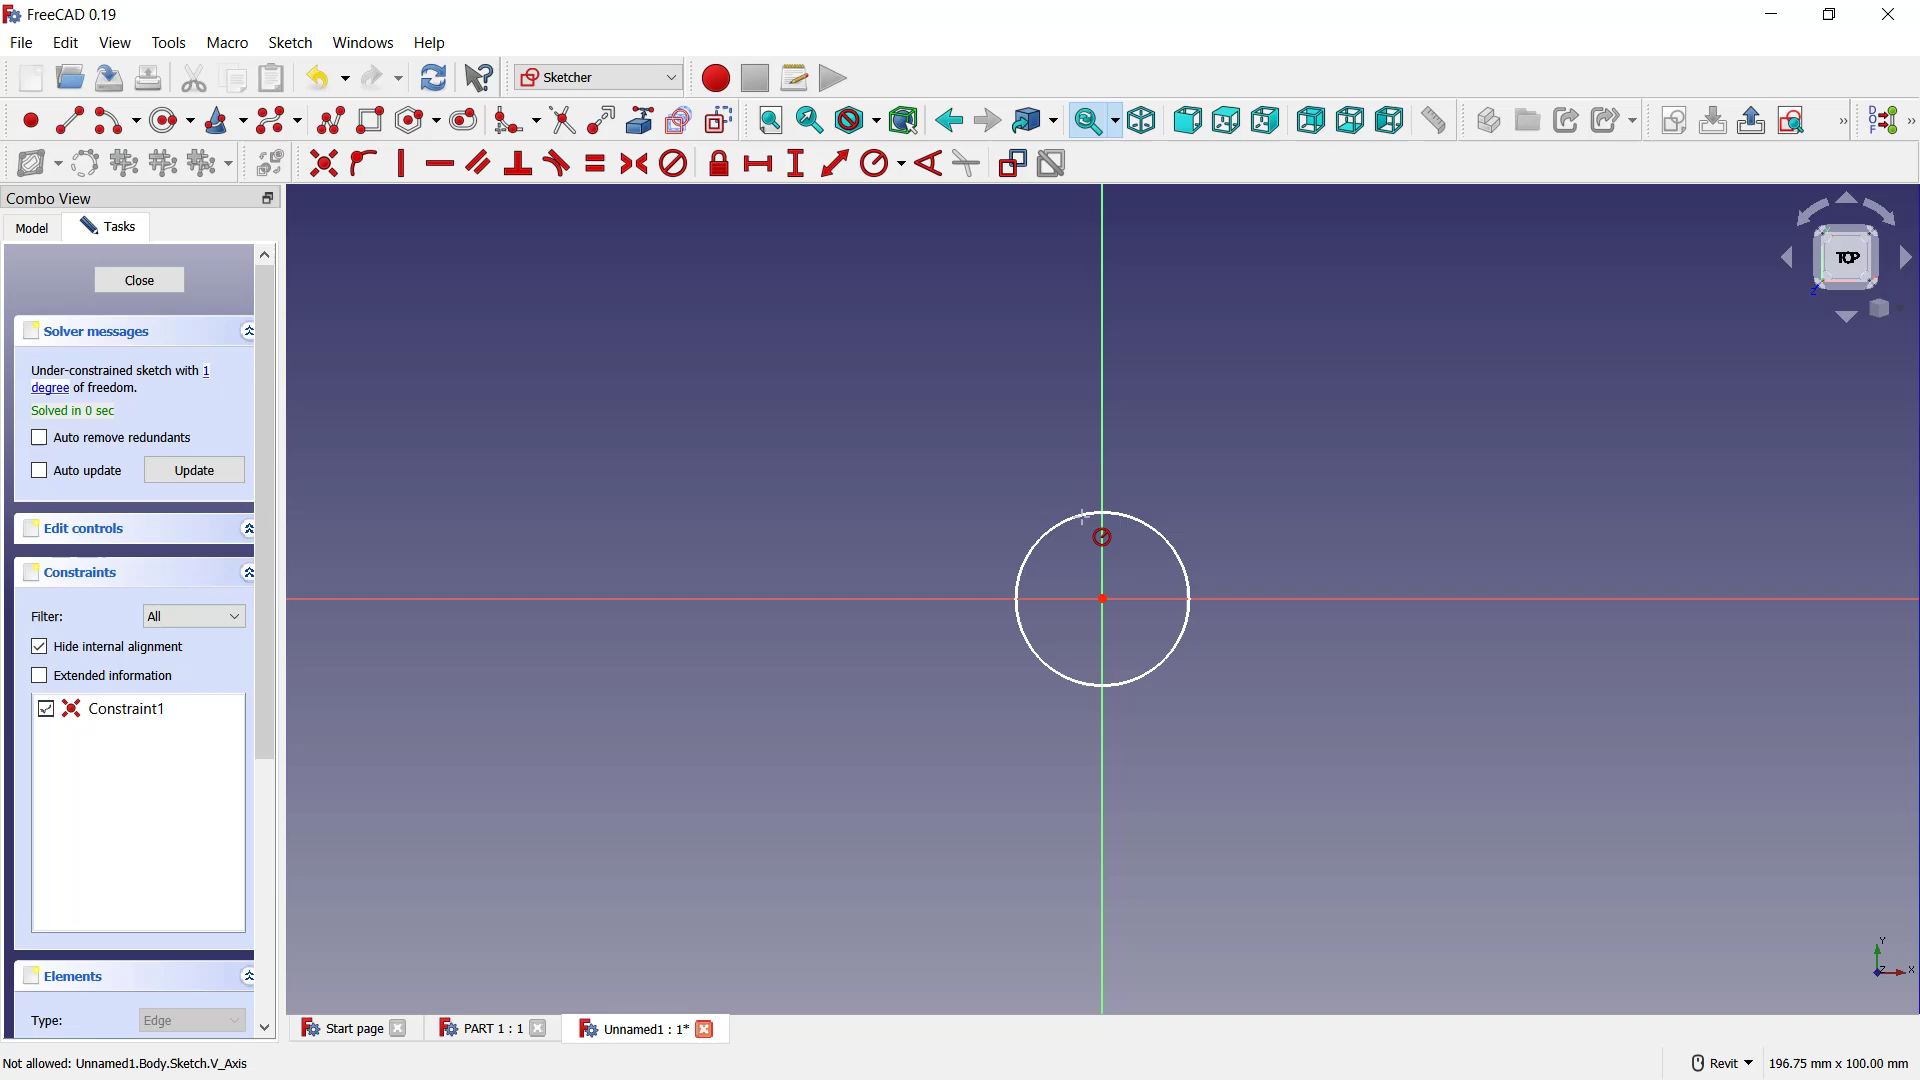 FreeCAD 0.19
File Edit View Tools Macro Sketch Windows Help
Sketcher
DOF
Combo View
Model Tasks
Close
Solver messages
Under-constrained sketch with 1
degree of freedom.
Solved in 0 sec
Auto remove redundants
Auto update Update
Edit controls
Constraints
Filter: All
Hide internal alignment
Extended information
Constraint1
Elements
Type: Edge
TOP
Z
Y
Z X
Start page PART 1 : 1 Unnamed1 : 1*
Not allowed: Unnamed1.Body.Sketch.V_Axis Revit 196.75 mm x 100.00 mm